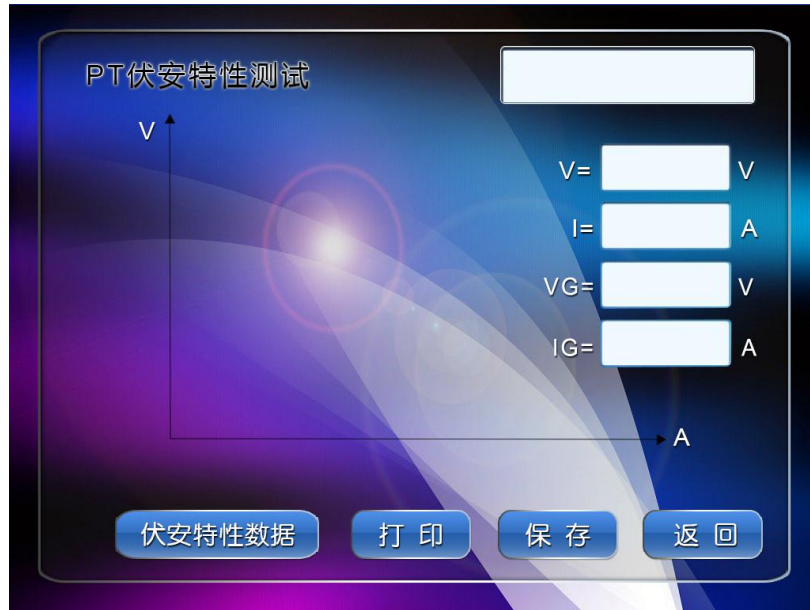 PT伏安特性测试
V
V= V
I= A
VG= V
IG= A
A
伏安特性数据 打印 保存 返回